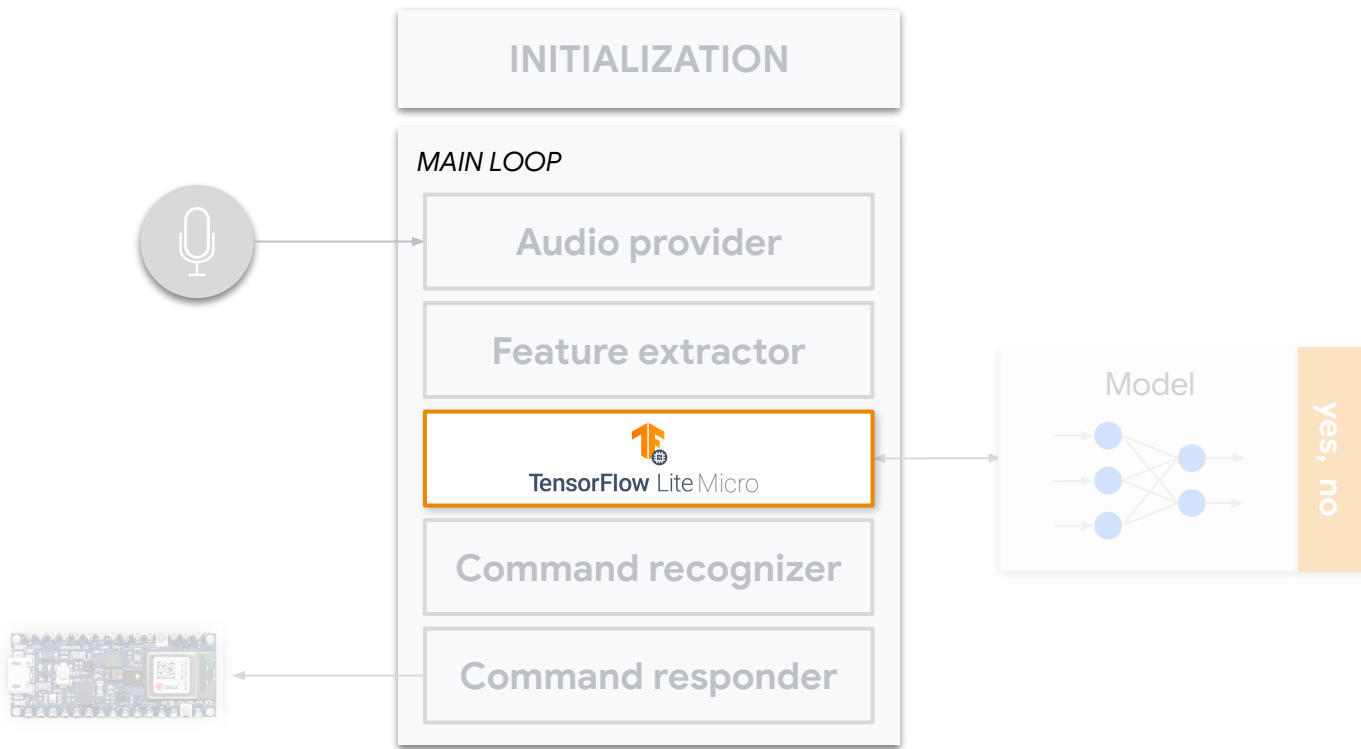 INITIALIZATION
MAIN LOOP
Audio provider
Feature extractor
TensorFlow Lite Micro
Command recognizer
Command responder
Model
yes, no